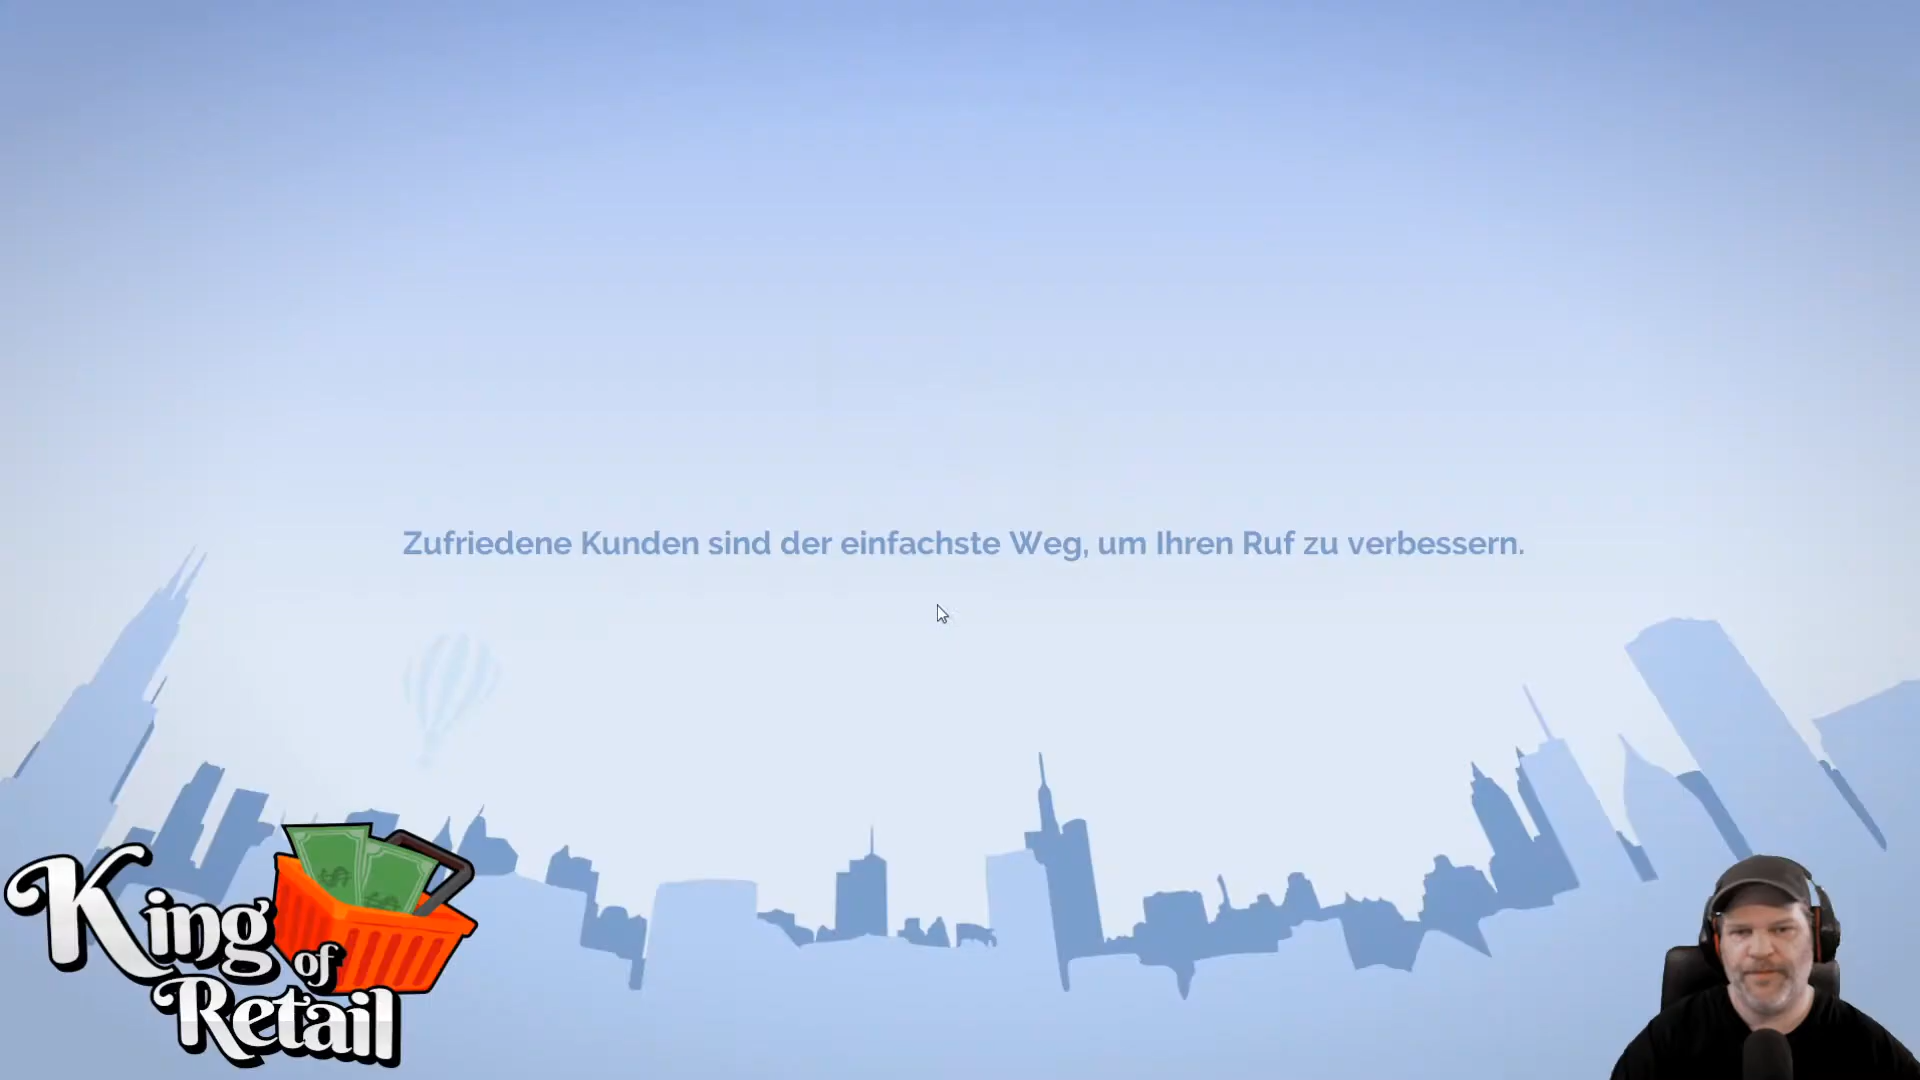 Zufriedene Kunden sind der einfachste Weg, um Ihren Ruf zu verbessern.
King
of
Retail